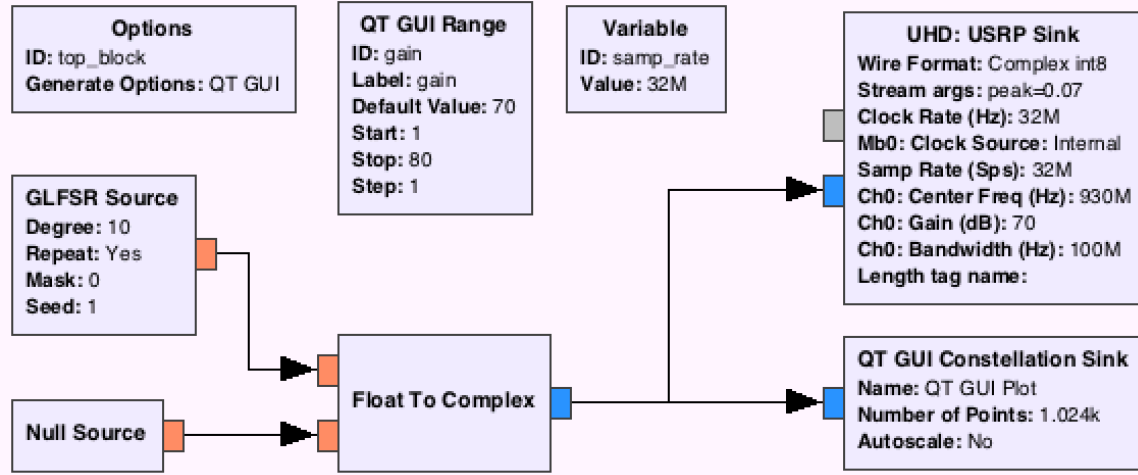 Options
ID: top_block
Generate Options: QT GUI
QT GUI Range
ID: gain
Label: gain
Default Value: 70
Start: 1
Stop: 80
Step: 1
Variable
ID: samp_rate
Value: 32M
UHD: USRP Sink
Wire Format: Complex int8
Stream args: peak=0.07
Clock Rate (Hz): 32M
Mb0: Clock Source: Internal
Samp Rate (Sps): 32M
Ch0: Center Freq (Hz): 930M
Ch0: Gain (dB): 70
Ch0: Bandwidth (Hz): 100M
Length tag name:
GLFSR Source
Degree: 10
Repeat: Yes
Mask: 0
Seed: 1
Null Source
Float To Complex
QT GUI Constellation Sink
Name: QT GUI Plot
Number of Points: 1.024k
Autoscale: No